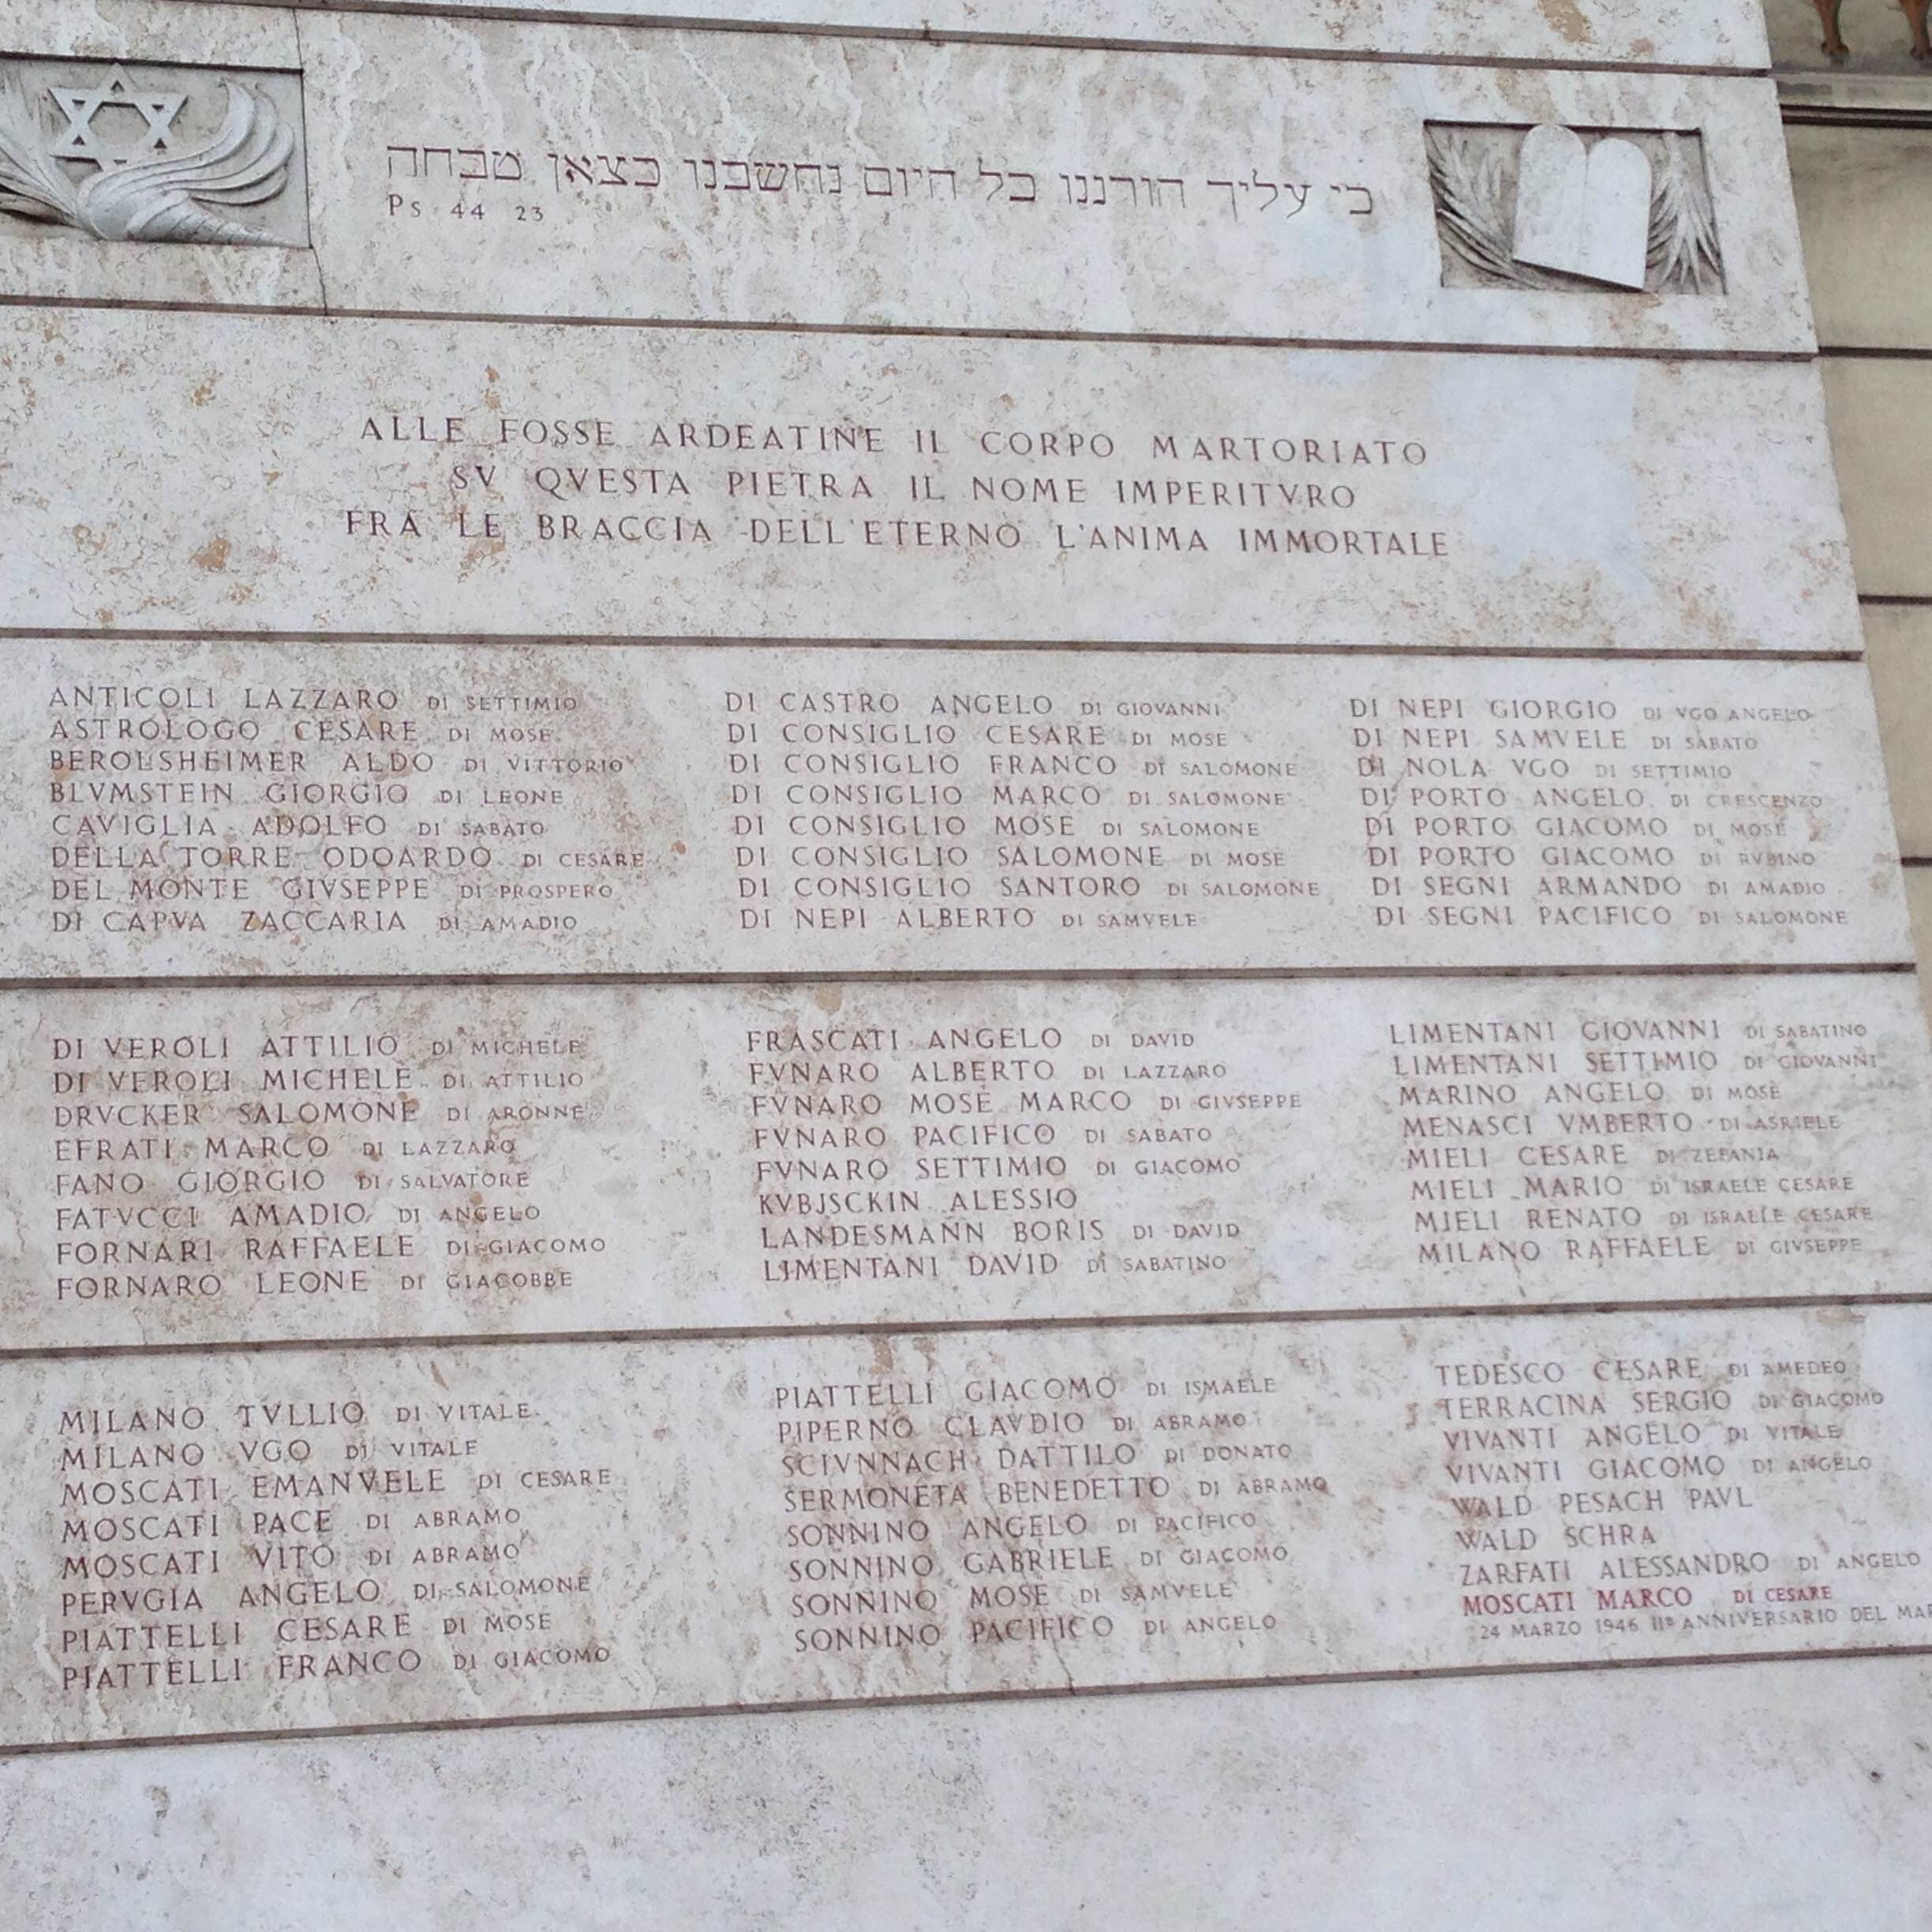 כי עליך הורגנו כל היום נחשבנו כצאן טבחה
Ps 44 23
ALLE FOSSE ARDEATINE IL CORPO MARTORIATO
SV QVESTA PIETRA IL NOME IMPERITVRO
FRA LE BRACCIA DELL'ETERNO L'ANIMA IMMORTALE
ANTICOLI LAZZARO DI SETTIMIO
ASTROLOGO CESARE DI MOSE
BEROLSHEIMER ALDO DI VITTORIO
BLVMSTEIN GIORGIO DI LEONE
CAVIGLIA ADOLFO DI SABATO
DELLA TORRE ODOARDO DI CESARE
DEL MONTE GIVSEPPE DI PROSPERO
DI CAPVA ZACCARIA DI AMADIO
DI CASTRO ANGELO DI GIOVANNI
DI CONSIGLIO CESARE DI MOSE
DI CONSIGLIO FRANCO DI SALOMONE
DI CONSIGLIO MARCO DI SALOMONE
DI CONSIGLIO MOSE DI SALOMONE
DI CONSIGLIO SALOMONE DI MOSE
DI CONSIGLIO SANTORO DI SALOMONE
DI NEPI ALBERTO DI SAMVELE
DI NEPI GIORGIO DI VGO ANGELO
DI NEPI SAMVELE DI SABATO
DI NOLA VGO DI SETTIMIO
DI PORTO ANGELO DI CRESCENZO
DI PORTO GIACOMO DI MOSE
DI PORTO GIACOMO DI RVBINO
DI SEGNI ARMANDO DI AMADIO
DI SEGNI PACIFICO DI SALOMONE
DI VEROLI ATTILIO DI MICHELE
DI VEROLI MICHELE DI ATTILIO
DRVCKER SALOMONE DI ARONNE
EFRATI MARCO DI LAZZARO
FANO GIORGIO DI SALVATORE
FATVCCI AMADIO DI ANGELO
FORNARI RAFFAELE DI GIACOMO
FORNARO LEONE DI GIACOBBE
FRASCATI ANGELO DI DAVID
FVNARO ALBERTO DI LAZZARO
FVNARO MOSE MARCO DI GIVSEPPE
FVNARO PACIFICO DI SABATO
FVNARO SETTIMIO DI GIACOMO
KVBJSCKIN ALESSIO
LANDESMANN BORIS DI DAVID
LIMENTANI DAVID DI SABATINO
LIMENTANI GIOVANNI DI SABATINO
LIMENTANI SETTIMIO DI GIOVANNI
MARINO ANGELO DI MOSE
MENASCI VMBERTO DI ASRIELE
MIELI CESARE DI ZEFANIA
MIELI MARIO DI ISRAELE CESARE
MIELI RENATO DI ISRAELE CESARE
MILANO RAFFAELE DI GIVSEPPE
MILANO TVLLIO DI VITALE
MILANO VGO DI VITALE
MOSCATI EMANVELE DI CESARE
MOSCATI PACE DI ABRAMO
MOSCATI VITO DI ABRAMO
PERVGIA ANGELO DI SALOMONE
PIATTELLI CESARE DI MOSE
PIATTELLI FRANCO DI GIACOMO
PIATTELLI GIACOMO DI ISMAELE
PIPERNO CLAVDIO DI ABRAMO
SCIVNNACH DATTILO DI DONATO
SERMONETA BENEDETTO DI ABRAMO
SONNINO ANGELO DI PACIFICO
SONNINO GABRIELE DI GIACOMO
SONNINO MOSE DI SAMVELE
SONNINO PACIFICO DI ANGELO
TEDESCO CESARE DI AMEDEO
TERRACINA SERGIO DI GIACOMO
VIVANTI ANGELO DI VITALE
VIVANTI GIACOMO DI ANGELO
WALD PESACH PAVL
WALD SCHRA
ZARFATI ALESSANDRO DI ANGELO
MOSCATI MARCO DI CESARE
24 MARZO 1946 IIº ANNIVERSARIO DEL MAR